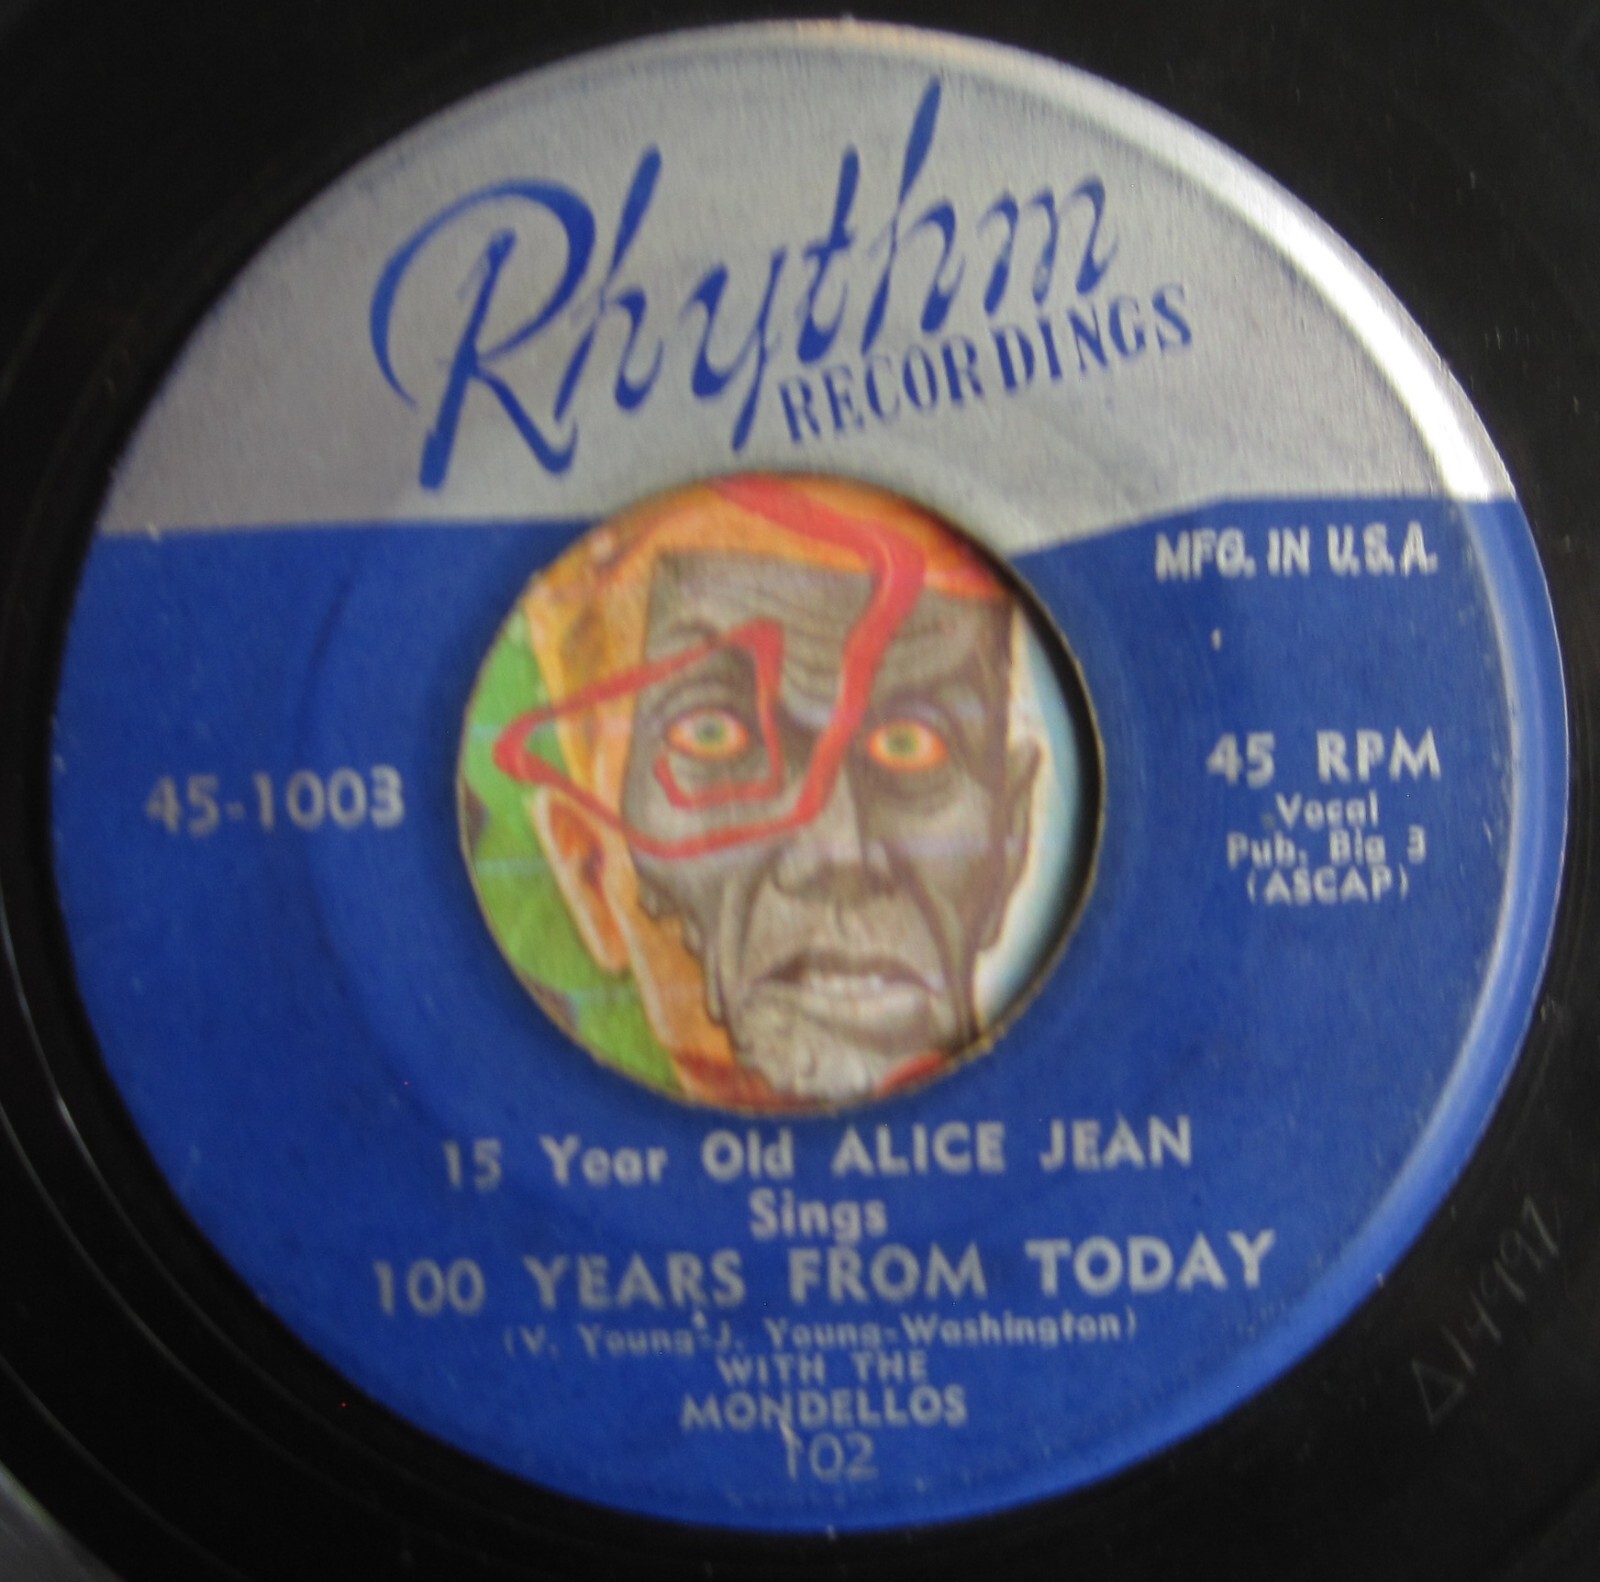 Rhythm
RECORDINGS
MFG. IN U.S.A.
45-1003
45 RPM
Vocal
Pub. Big 3
(ASCAP)
15 Year Old ALICE JEAN
Sings
100 YEARS FROM TODAY
(V. Young-J. Young-Washington)
WITH THE
MONDELLOS
102
Δ14997